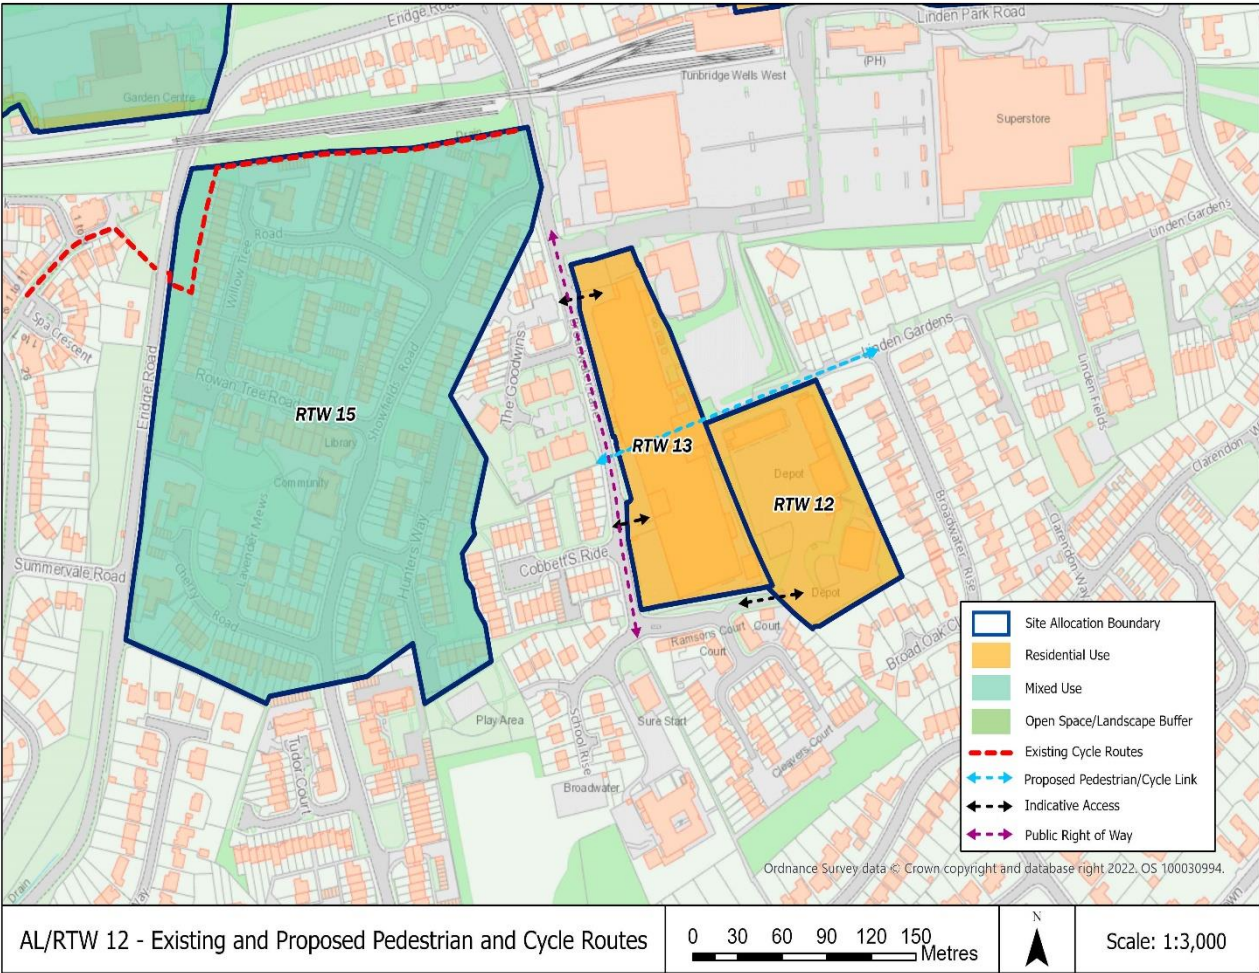 Eridge Road
Linden Park Road
Tunbridge Wells West
(PH)
Garden Centre
Superstore
Drain
Linden Gardens
Willow Tree Road
Spa Crescent
The Goodwins
Linden Gardens
Linden Fields
Eridge Road
Rowan Tree Road
Showfields Road
RTW 15
Library
RTW 13
Clarendon W
Community
Depot
RTW 12
Broadwater Rise
Lavender Mews
Hunters Way
Clarendon Way
Summervale Road
Cobbett'S Ride
Cherry Tree Road
Depot
Ramsons Court
Court
Broad Oak Cl
Play Area
School Rise
Sure Start
Tudor Court
Cleavers Court
Broadwater
Drain
Way
Site Allocation Boundary
Residential Use
Mixed Use
Open Space/Landscape Buffer
Existing Cycle Routes
Proposed Pedestrian/Cycle Link
Indicative Access
Public Right of Way
Ordnance Survey data © Crown copyright and database right 2022. OS 100030994.
AL/RTW 12 - Existing and Proposed Pedestrian and Cycle Routes
0 30 60 90 120 150
Metres
N
Scale: 1:3,000